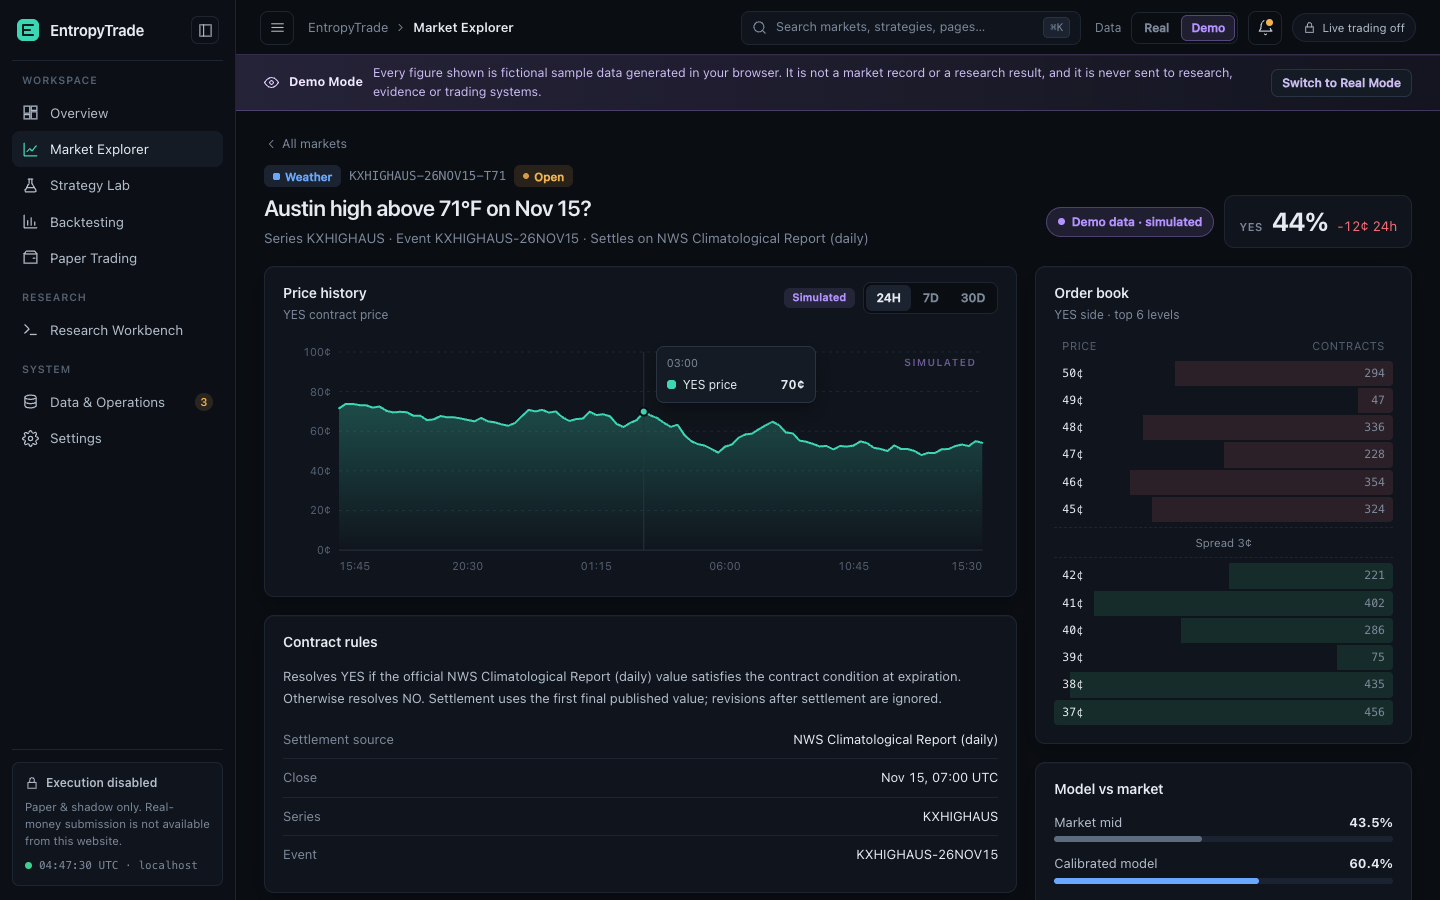 EntropyTrade
WORKSPACE
Overview
Market Explorer
Strategy Lab
Backtesting
Paper Trading
RESEARCH
Research Workbench
SYSTEM
Data & Operations 3
Settings
Execution disabled
Paper & shadow only. Real-
money submission is not available
from this website.
04:47:30 UTC · localhost
EntropyTrade > Market Explorer
Search markets, strategies, pages... ⌘K
Data Real Demo
Live trading off
Demo Mode
Every figure shown is fictional sample data generated in your browser. It is not a market record or a research result, and it is never sent to research,
evidence or trading systems.
Switch to Real Mode
All markets
Weather KXHIGHAUS-26NOV15-T71 Open
Austin high above 71°F on Nov 15?
Series KXHIGHAUS · Event KXHIGHAUS-26NOV15 · Settles on NWS Climatological Report (daily)
Demo data · simulated
YES 44% -12¢ 24h
Price history
YES contract price
Simulated 24H 7D 30D
SIMULATED
03:00
YES price 70¢
100¢
80¢
60¢
40¢
20¢
0¢
15:45 20:30 01:15 06:00 10:45 15:30
Contract rules
Resolves YES if the official NWS Climatological Report (daily) value satisfies the contract condition at expiration.
Otherwise resolves NO. Settlement uses the first final published value; revisions after settlement are ignored.
Settlement source NWS Climatological Report (daily)
Close Nov 15, 07:00 UTC
Series KXHIGHAUS
Event KXHIGHAUS-26NOV15
Order book
YES side · top 6 levels
PRICE CONTRACTS
50¢ 294
49¢ 47
48¢ 336
47¢ 228
46¢ 354
45¢ 324
Spread 3¢
42¢ 221
41¢ 402
40¢ 286
39¢ 75
38¢ 435
37¢ 456
Model vs market
Market mid 43.5%
Calibrated model 60.4%